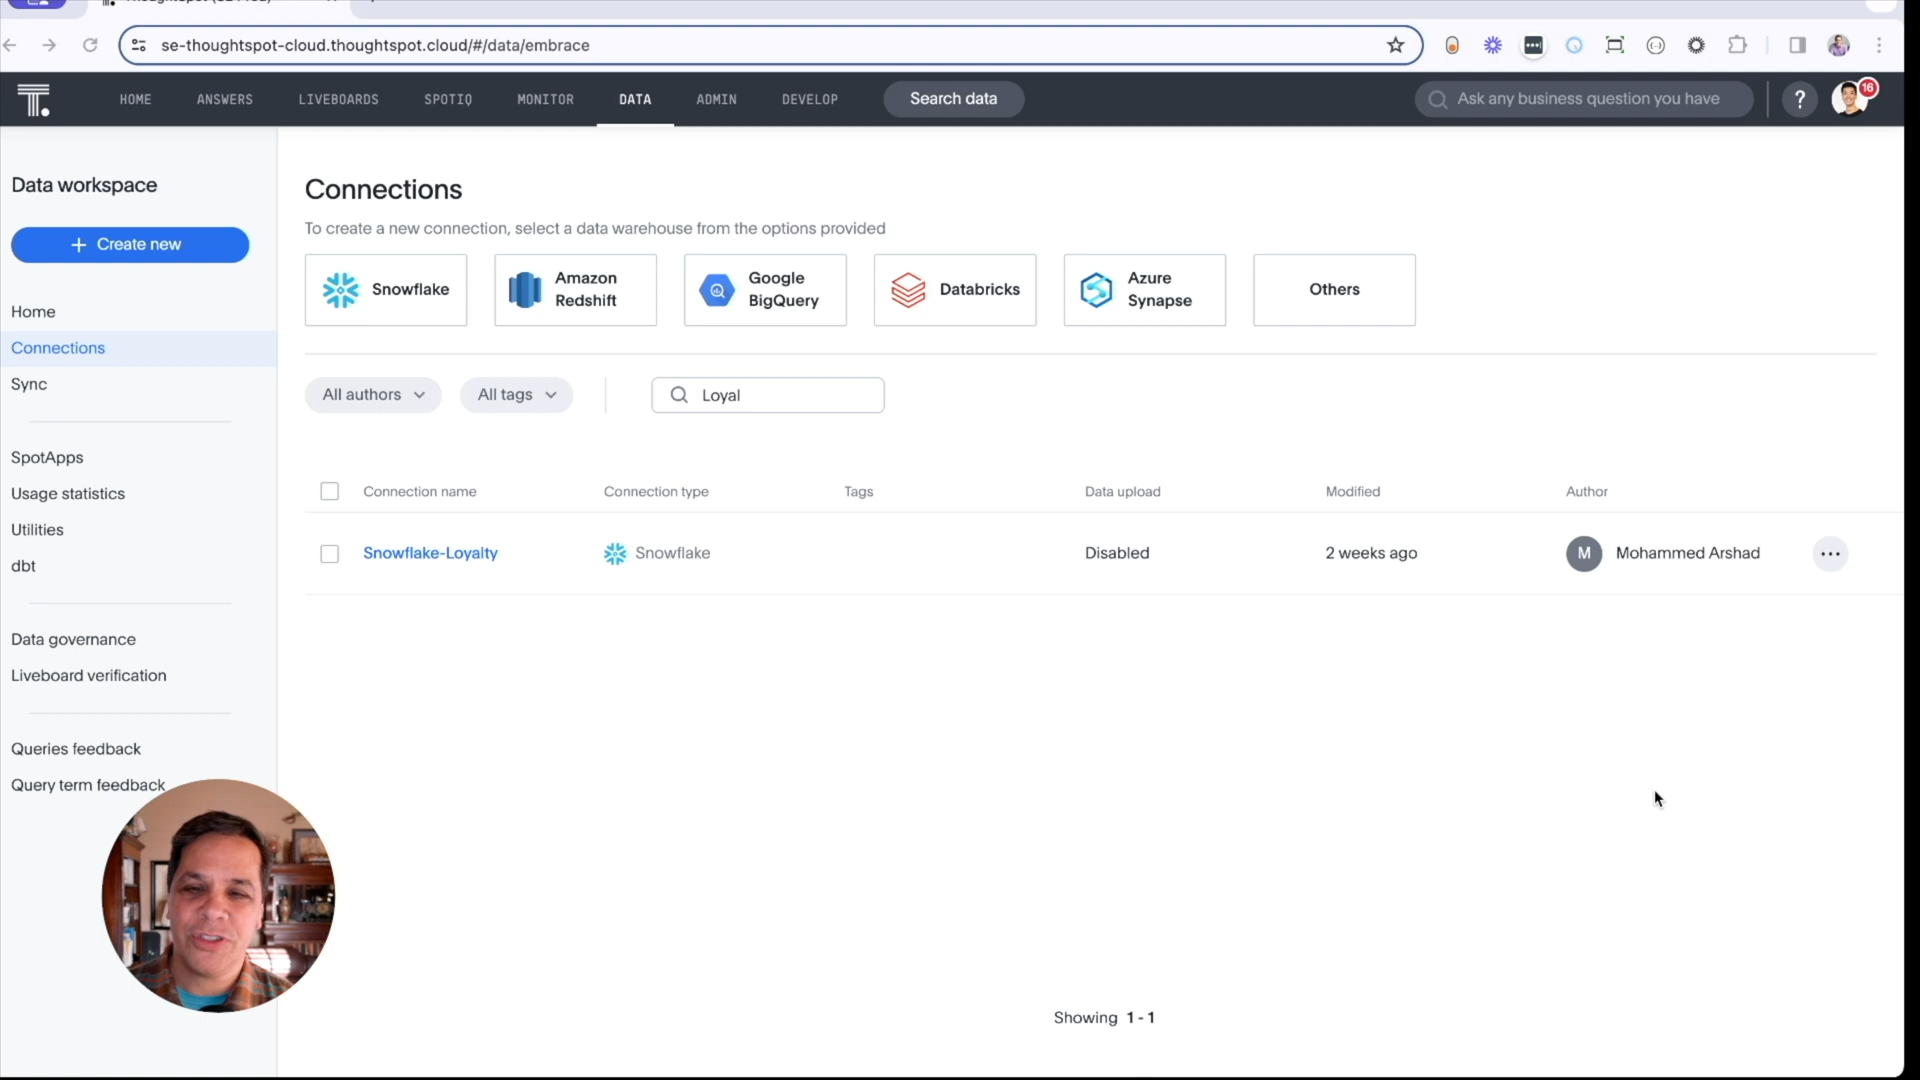 se-thoughtspot-cloud.thoughtspot.cloud/#/data/embrace
HOME ANSWERS LIVEBOARDS SPOTIQ MONITOR DATA ADMIN DEVELOP Search data Ask any business question you have ? 16
Data workspace
+ Create new
Home
Connections
Sync
SpotApps
Usage statistics
Utilities
dbt
Data governance
Liveboard verification
Queries feedback
Query term feedback
Connections
To create a new connection, select a data warehouse from the options provided
Snowflake
Amazon
Redshift
Google
BigQuery
Databricks
Azure
Synapse
Others
All authors All tags Loyal
Connection name Connection type Tags Data upload Modified Author
Snowflake-Loyalty Snowflake Disabled 2 weeks ago M Mohammed Arshad
Showing 1 - 1